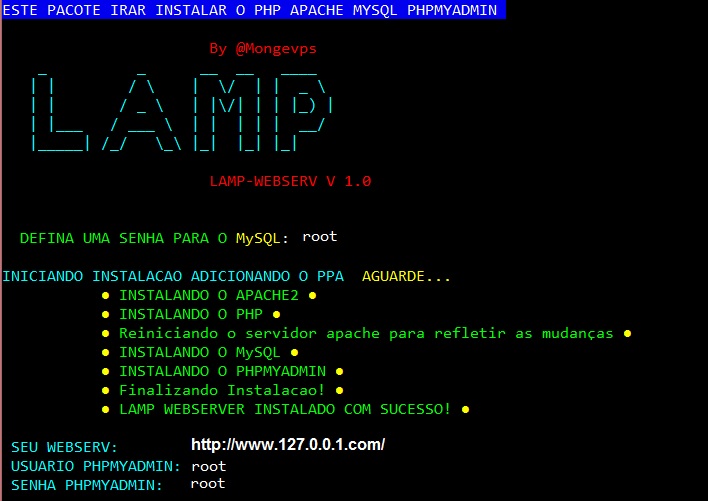 ESTE PACOTE IRAR INSTALAR O PHP APACHE MYSQL PHPMYADMIN
By @Mongevps
LAMP
LAMP-WEBSERV V 1.0
DEFINA UMA SENHA PARA O MySQL: root
INICIANDO INSTALACAO ADICIONANDO O PPA AGUARDE...
● INSTALANDO O APACHE2 ●
● INSTALANDO O PHP ●
● Reiniciando o servidor apache para refletir as mudanças ●
● INSTALANDO O MySQL ●
● INSTALANDO O PHPMYADMIN ●
● Finalizando Instalacao! ●
● LAMP WEBSERVER INSTALADO COM SUCESSO! ●
SEU WEBSERV: http://www.127.0.0.1.com/
USUARIO PHPMYADMIN: root
SENHA PHPMYADMIN: root